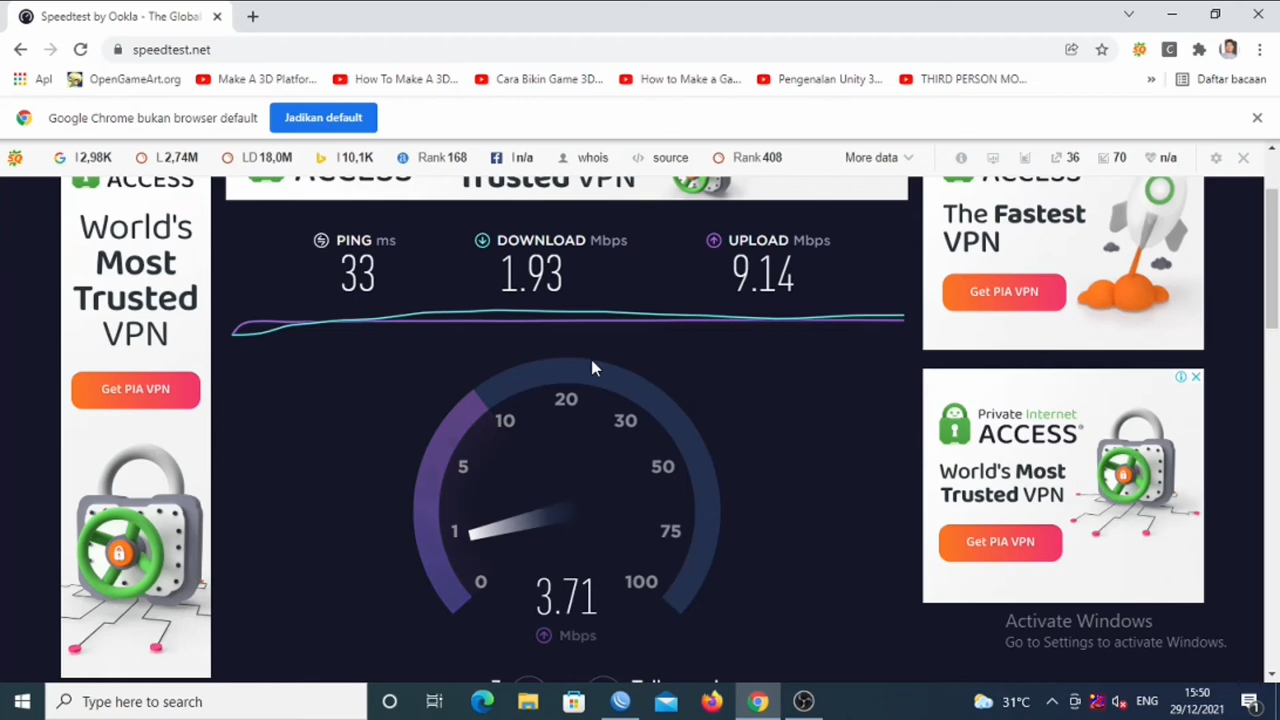 Speedtest by Ookla - The Global
speedtest.net
Apl
OpenGameArt.org
Make A 3D Platfor...
How To Make A 3D...
Cara Bikin Game 3D...
How to Make a Ga...
Pengenalan Unity 3...
THIRD PERSON MO...
»
Daftar bacaan
Google Chrome bukan browser default
Jadikan default
I 2,98K
L 2,74M
LD 18,0M
I 10,1K
Rank 168
I n/a
whois
source
Rank 408
More data
36
70
n/a
ACCESS
World's
Most
Trusted
VPN
Get PIA VPN
ACCESS
Trusted VPN
ACCESS
The Fastest
VPN
Get PIA VPN
PING ms
33
DOWNLOAD Mbps
1.93
UPLOAD Mbps
9.14
0
1
5
10
20
30
50
75
100
3.71
Mbps
Private Internet
ACCESS®
World's Most
Trusted VPN
Get PIA VPN
Activate Windows
Go to Settings to activate Windows.
Type here to search
31°C
ENG
15:50
29/12/2021
1